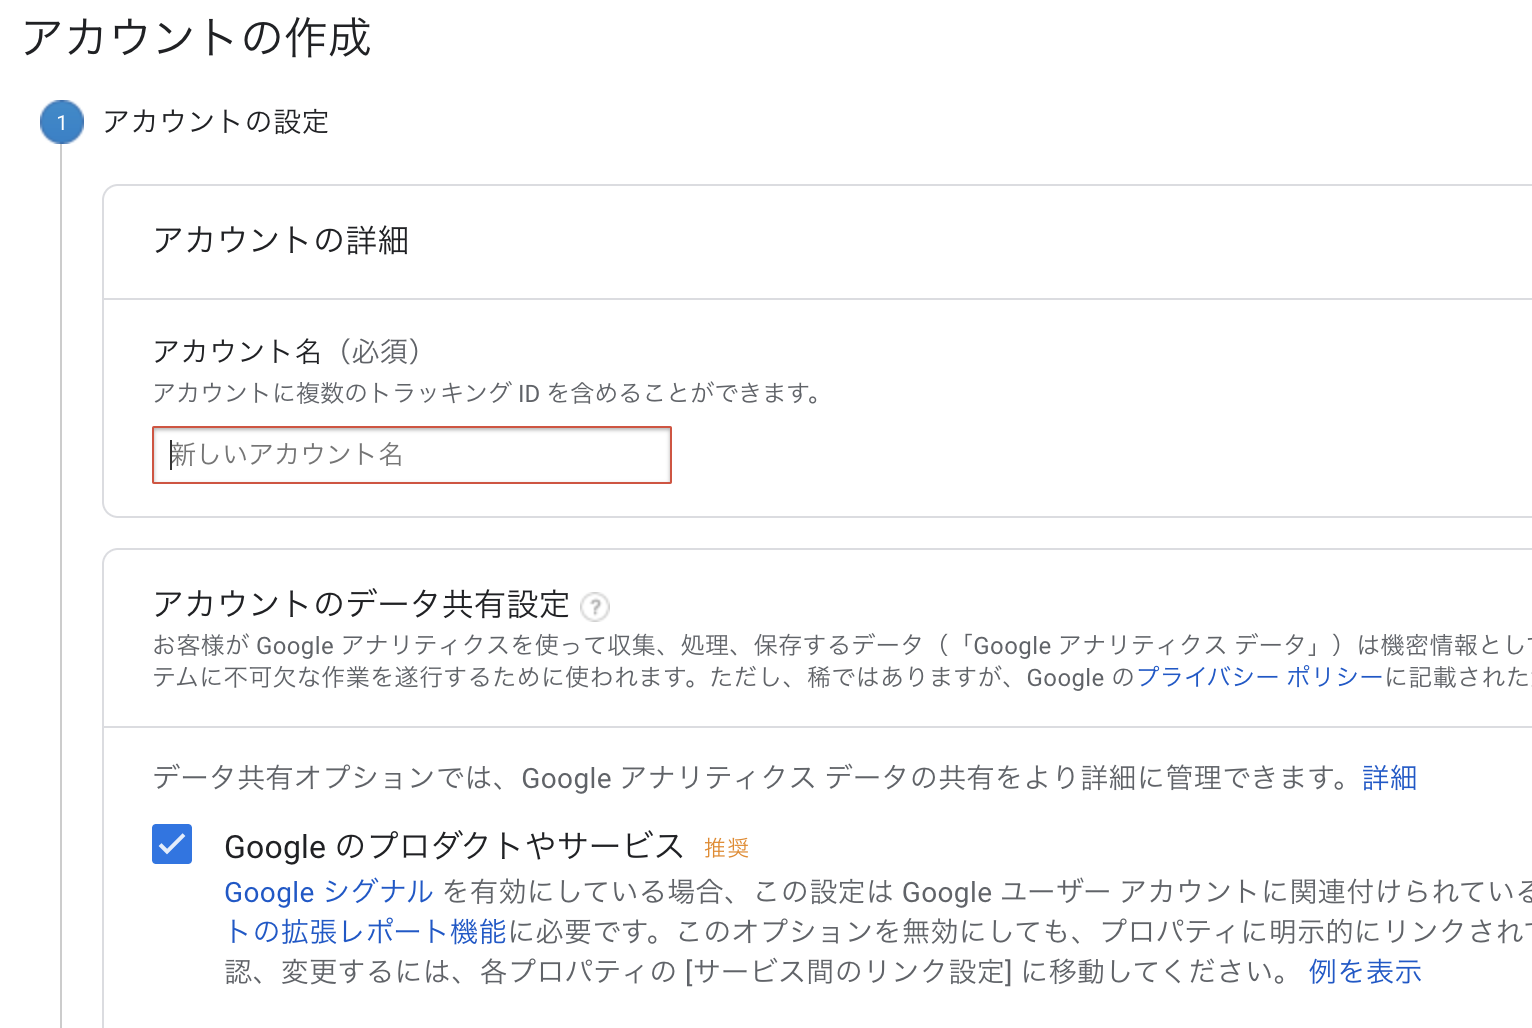 アカウントの作成
1 アカウントの設定
アカウントの詳細
アカウント名（必須）
アカウントに複数のトラッキング ID を含めることができます。
新しいアカウント名
アカウントのデータ共有設定 ?
お客様が Google アナリティクスを使って収集、処理、保存するデータ（「Google アナリティクス データ」）は機密情報として
テムに不可欠な作業を遂行するために使われます。ただし、稀ではありますが、Google のプライバシー ポリシーに記載された
データ共有オプションでは、Google アナリティクス データの共有をより詳細に管理できます。詳細
Google のプロダクトやサービス 推奨
Google シグナル を有効にしている場合、この設定は Google ユーザー アカウントに関連付けられている
トの拡張レポート機能に必要です。このオプションを無効にしても、プロパティに明示的にリンクされて
認、変更するには、各プロパティの [サービス間のリンク設定] に移動してください。 例を表示